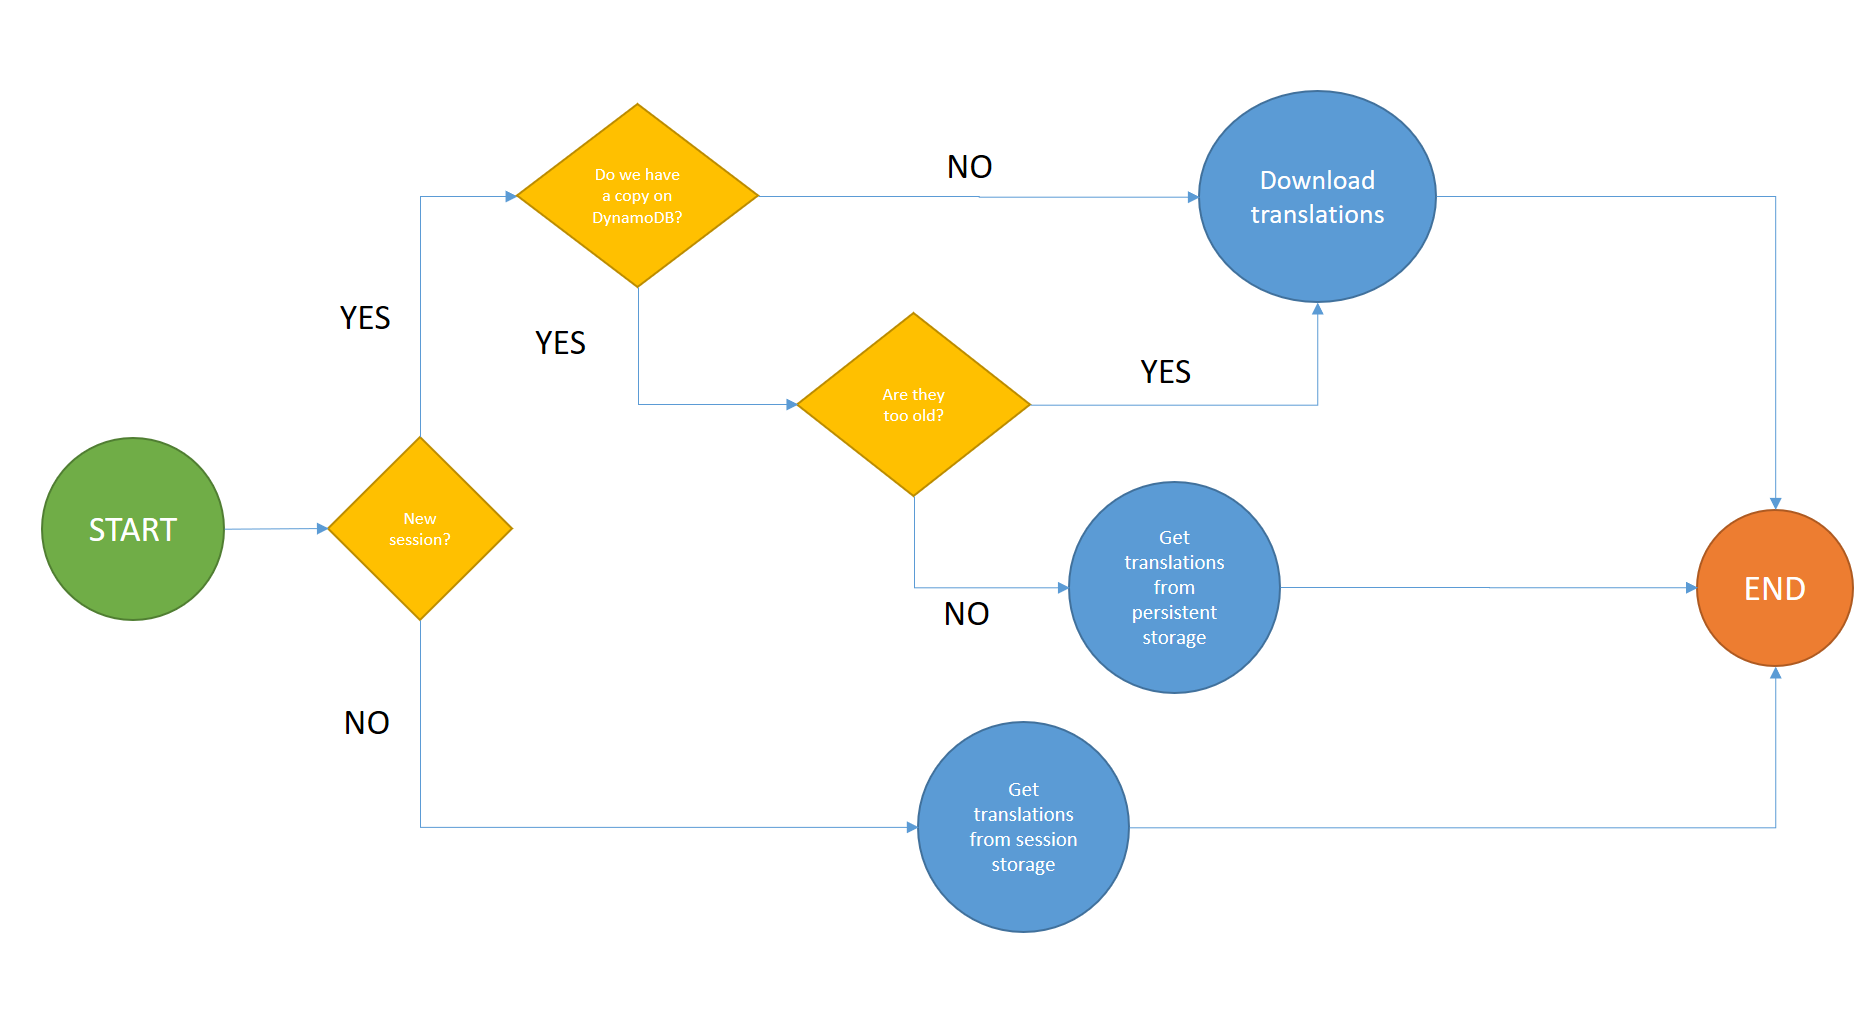 START
New
session?
YES
NO
Do we have
a copy on
DynamoDB?
NO
YES
Are they
too old?
YES
NO
Download
translations
Get
translations
from
persistent
storage
Get
translations
from session
storage
END